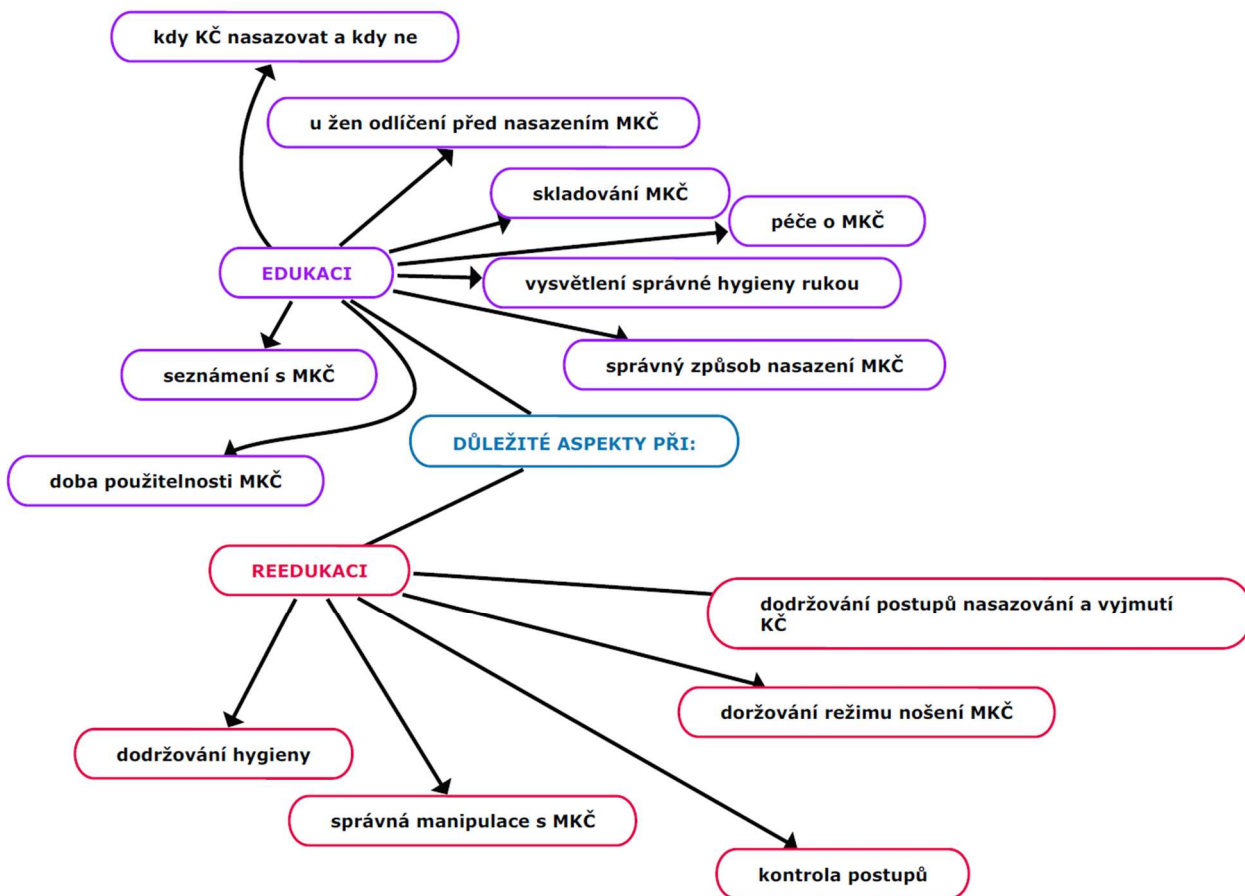 kdy KČ nasazovat a kdy ne
u žen odlíčení před nasazením MKČ
skladování MKČ
péče o MKČ
EDUKACI
vysvětlení správné hygieny rukou
seznámení s MKČ
správný způsob nasazení MKČ
DŮLEŽITÉ ASPEKTY PŘI:
doba použitelnosti MKČ
REEDUKACI
dodržování postupů nasazování a vyjmutí
KČ
doržování režimu nošení MKČ
dodržování hygieny
správná manipulace s MKČ
kontrola postupů